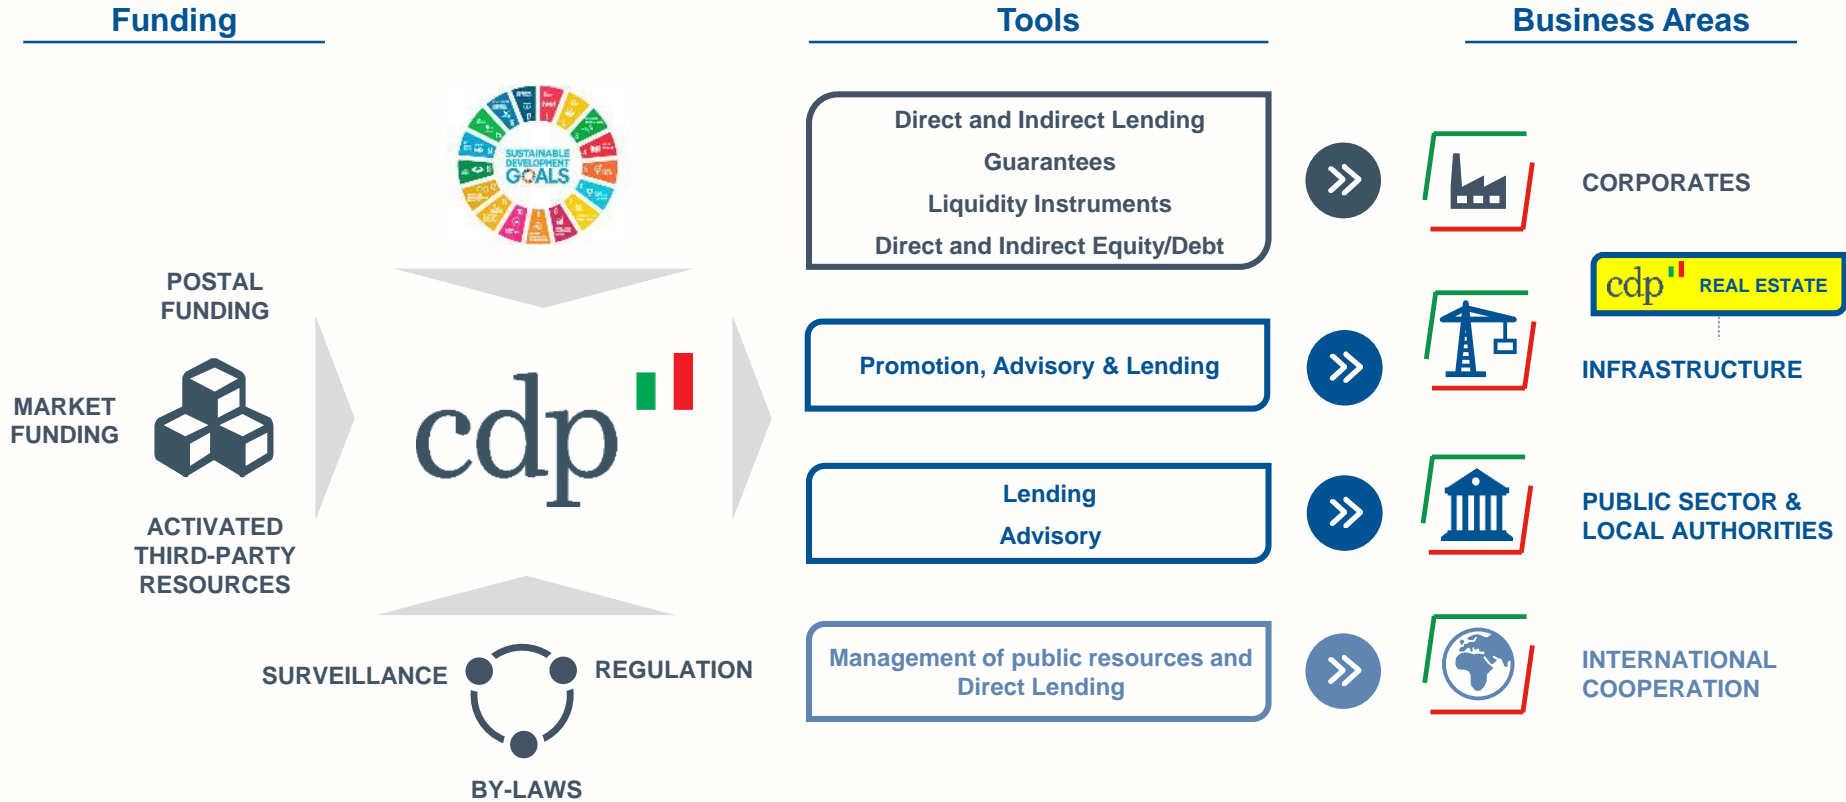 Funding
Tools
Business Areas
SUSTAINABLE
DEVELOPMENT
GOALS
POSTAL
FUNDING
MARKET
FUNDING
ACTIVATED
THIRD-PARTY
RESOURCES
cdp
SURVEILLANCE
REGULATION
BY-LAWS
Direct and Indirect Lending
Guarantees
Liquidity Instruments
Direct and Indirect Equity/Debt
CORPORATES
cdp REAL ESTATE
Promotion, Advisory & Lending
INFRASTRUCTURE
Lending
Advisory
PUBLIC SECTOR &
LOCAL AUTHORITIES
Management of public resources and
Direct Lending
INTERNATIONAL
COOPERATION